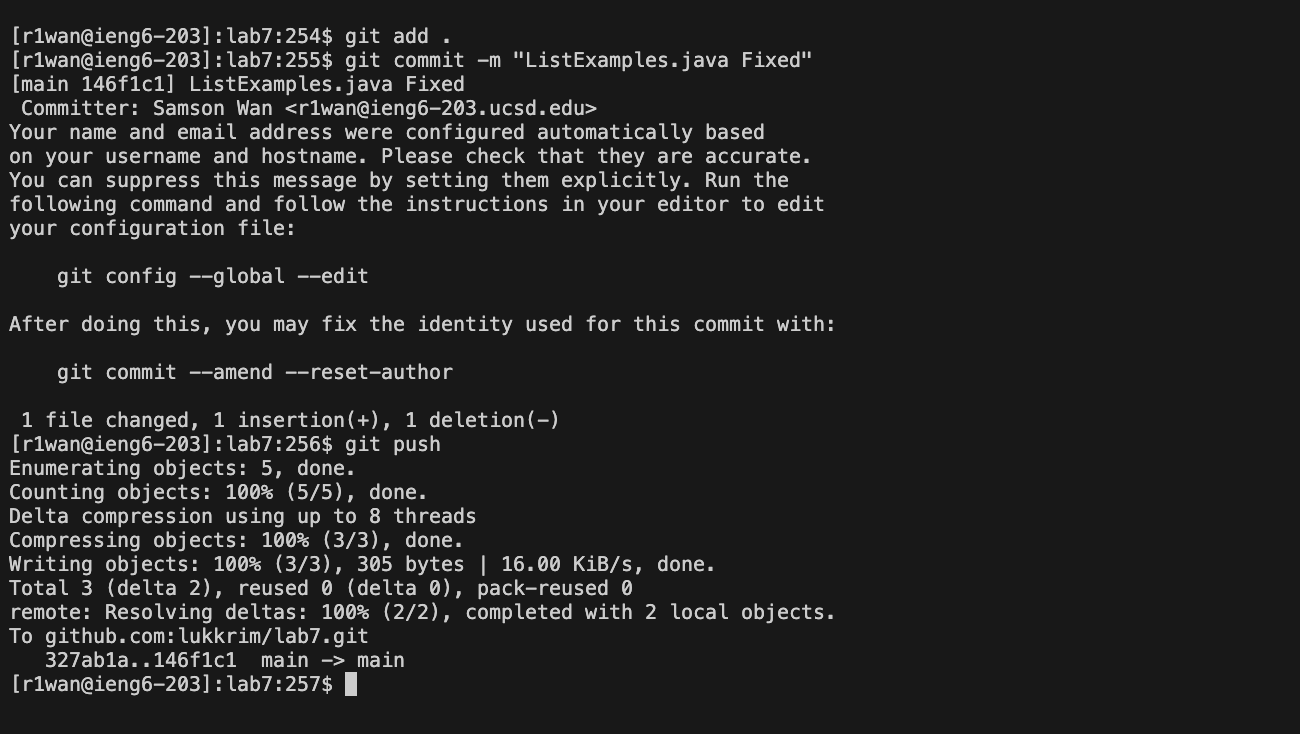 [r1wan@ieng6-203]:lab7:254$ git add .
[r1wan@ieng6-203]:lab7:255$ git commit -m "ListExamples.java Fixed"
[main 146f1c1] ListExamples.java Fixed
 Committer: Samson Wan <r1wan@ieng6-203.ucsd.edu>
Your name and email address were configured automatically based
on your username and hostname. Please check that they are accurate.
You can suppress this message by setting them explicitly. Run the
following command and follow the instructions in your editor to edit
your configuration file:

    git config --global --edit

After doing this, you may fix the identity used for this commit with:

    git commit --amend --reset-author

 1 file changed, 1 insertion(+), 1 deletion(-)
[r1wan@ieng6-203]:lab7:256$ git push
Enumerating objects: 5, done.
Counting objects: 100% (5/5), done.
Delta compression using up to 8 threads
Compressing objects: 100% (3/3), done.
Writing objects: 100% (3/3), 305 bytes | 16.00 KiB/s, done.
Total 3 (delta 2), reused 0 (delta 0), pack-reused 0
remote: Resolving deltas: 100% (2/2), completed with 2 local objects.
To github.com:lukkrim/lab7.git
   327ab1a..146f1c1  main -> main
[r1wan@ieng6-203]:lab7:257$